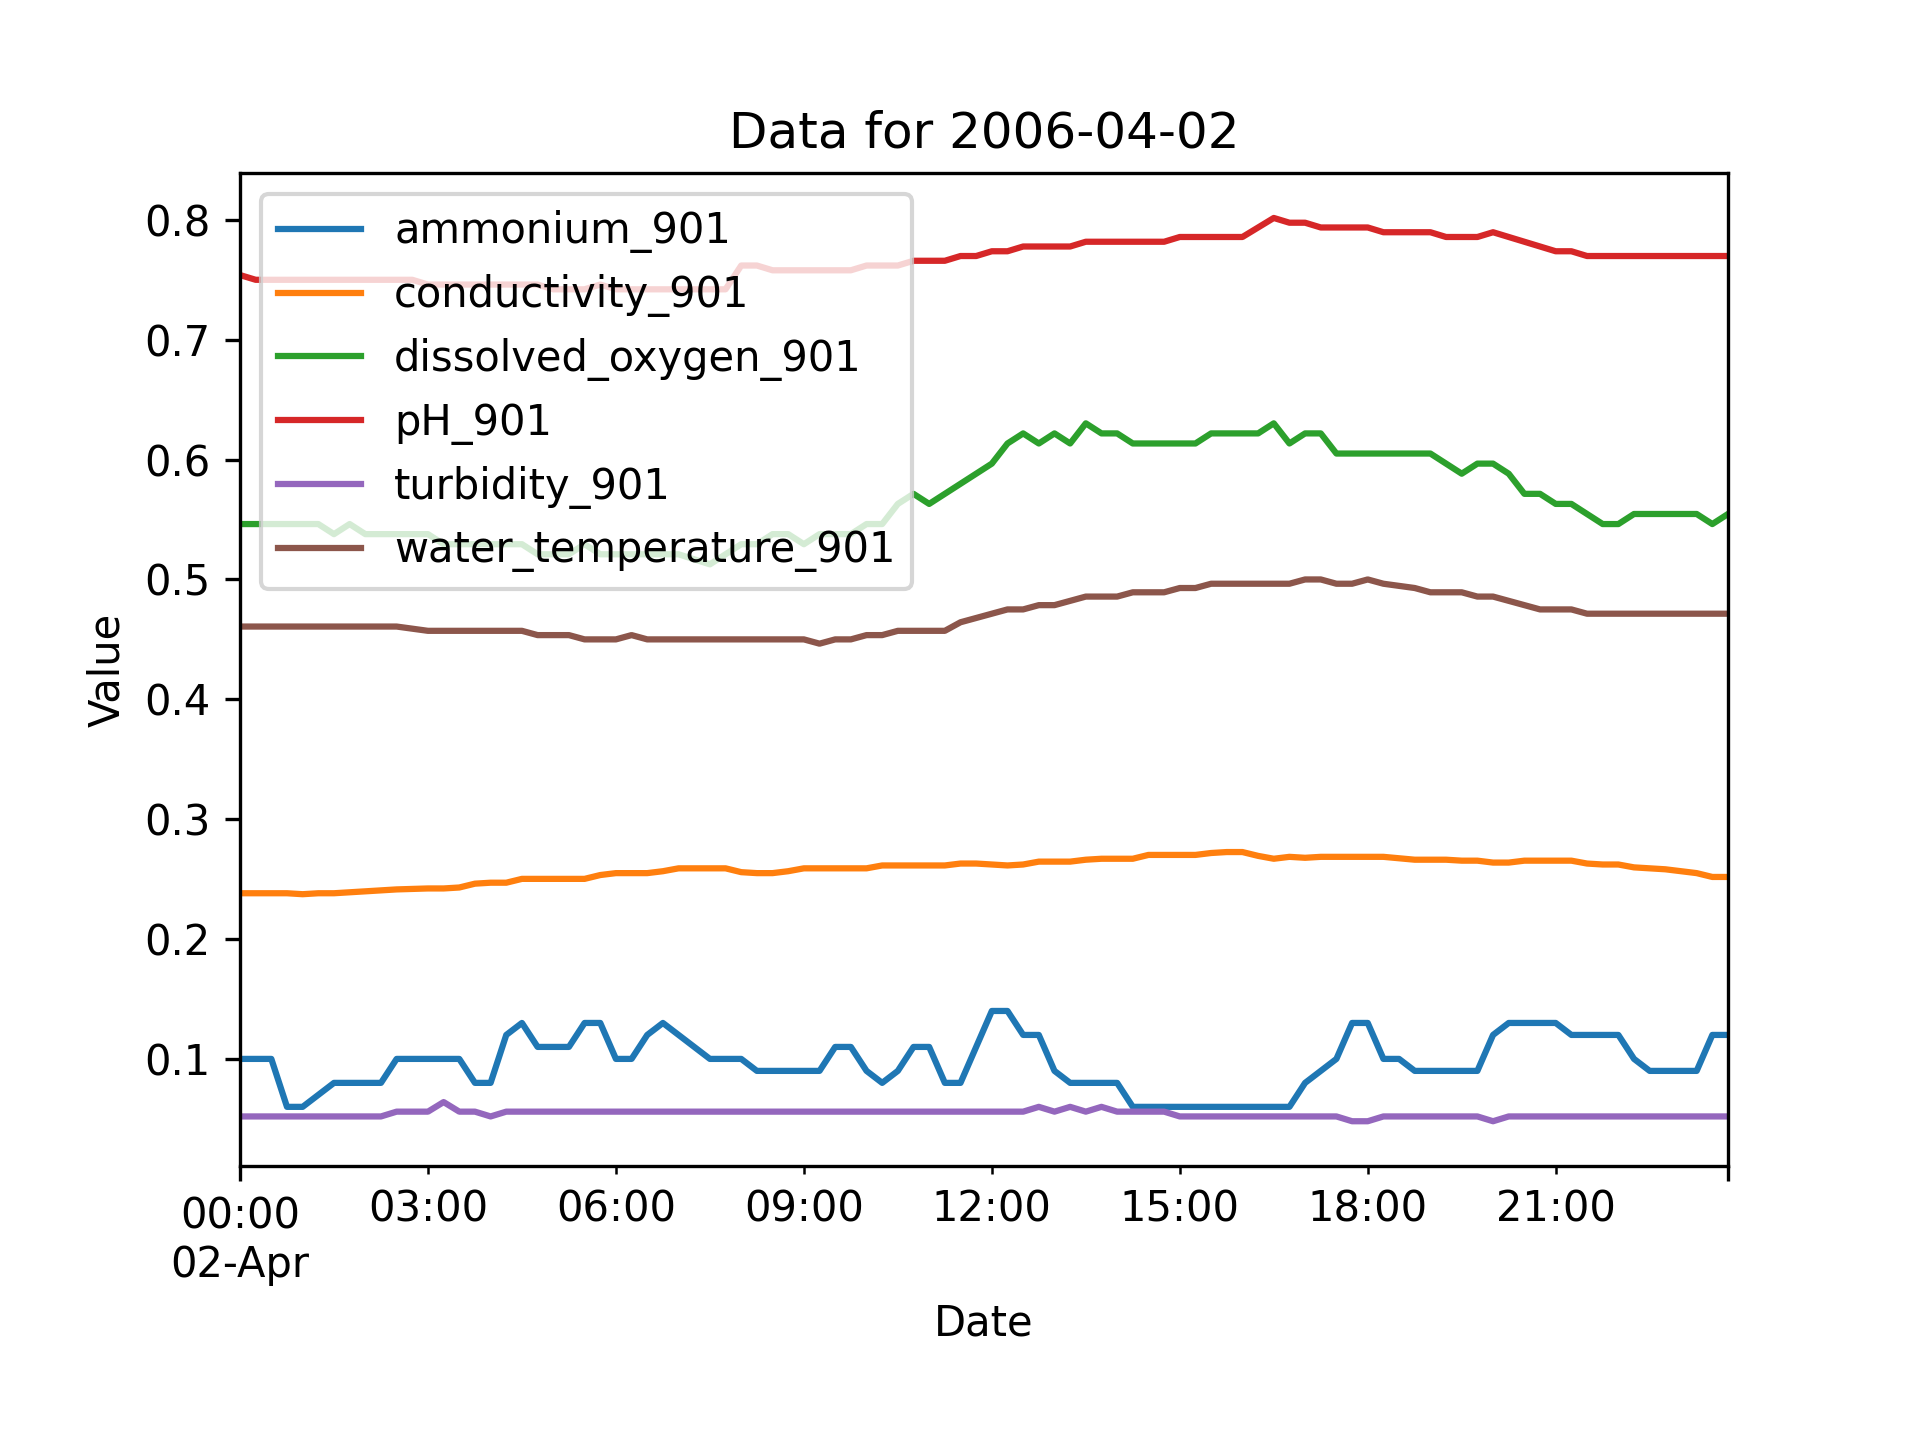 Data for 2006-04-02
ammonium_901
conductivity_901
dissolved_oxygen_901
pH_901
turbidity_901
water_temperature_901
Value
0.8
0.7
0.6
0.5
0.4
0.3
0.2
0.1
00:00 03:00 06:00 09:00 12:00 15:00 18:00 21:00
02-Apr
Date